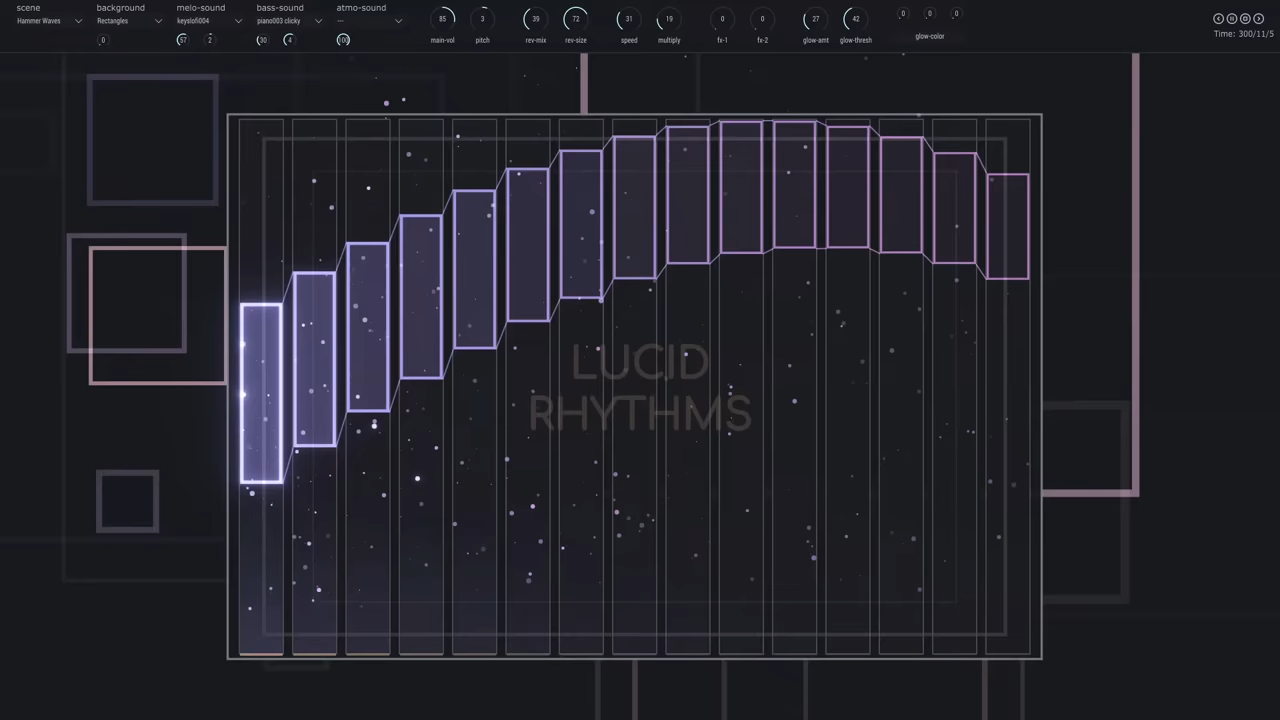 scene background melo-sound bass-sound atmo-sound
Hammer Waves Rectangles keyslofi004 piano003 clicky ---
0 57 2 30 4 100
85 3 39 72 31 19 0 0 27 42 0 0 0
main-vol pitch rev-mix rev-size speed multiply fx-1 fx-2 glow-amt glow-thresh glow-color
Time: 300/11/5
LUCID
RHYTHMS